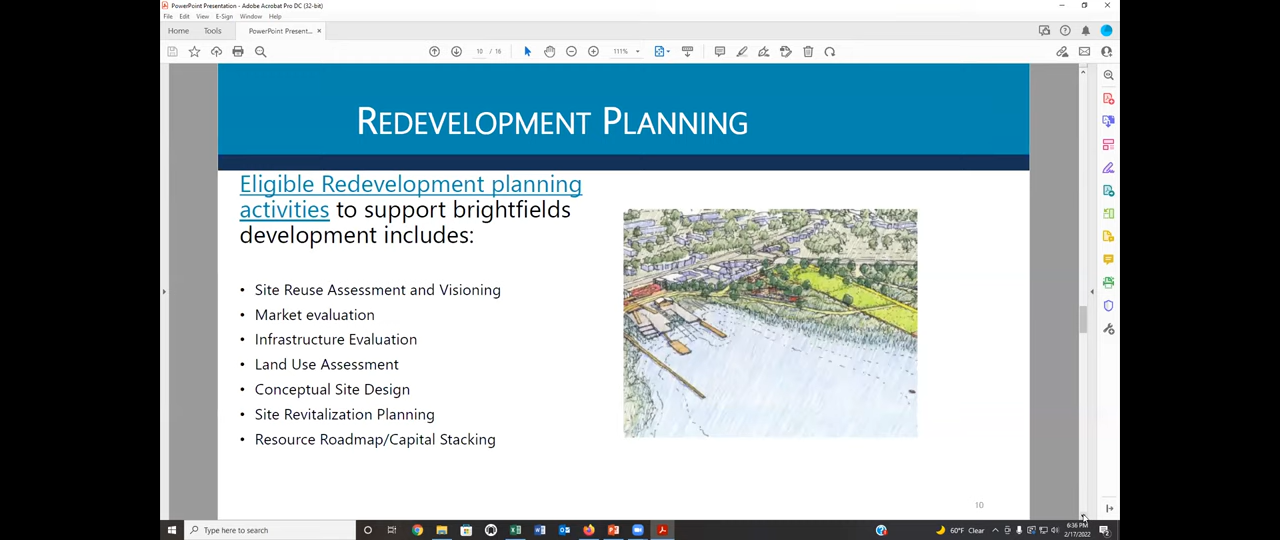 PowerPoint Presentation - Adobe Acrobat Pro DC (32-bit)
File Edit View E-Sign Window Help
Home Tools PowerPoint Present... ×
10 / 16 111%
REDEVELOPMENT PLANNING
Eligible Redevelopment planning
activities to support brightfields
development includes:
• Site Reuse Assessment and Visioning
• Market evaluation
• Infrastructure Evaluation
• Land Use Assessment
• Conceptual Site Design
• Site Revitalization Planning
• Resource Roadmap/Capital Stacking
10
Type here to search
60°F Clear
6:36 PM
2/17/2022